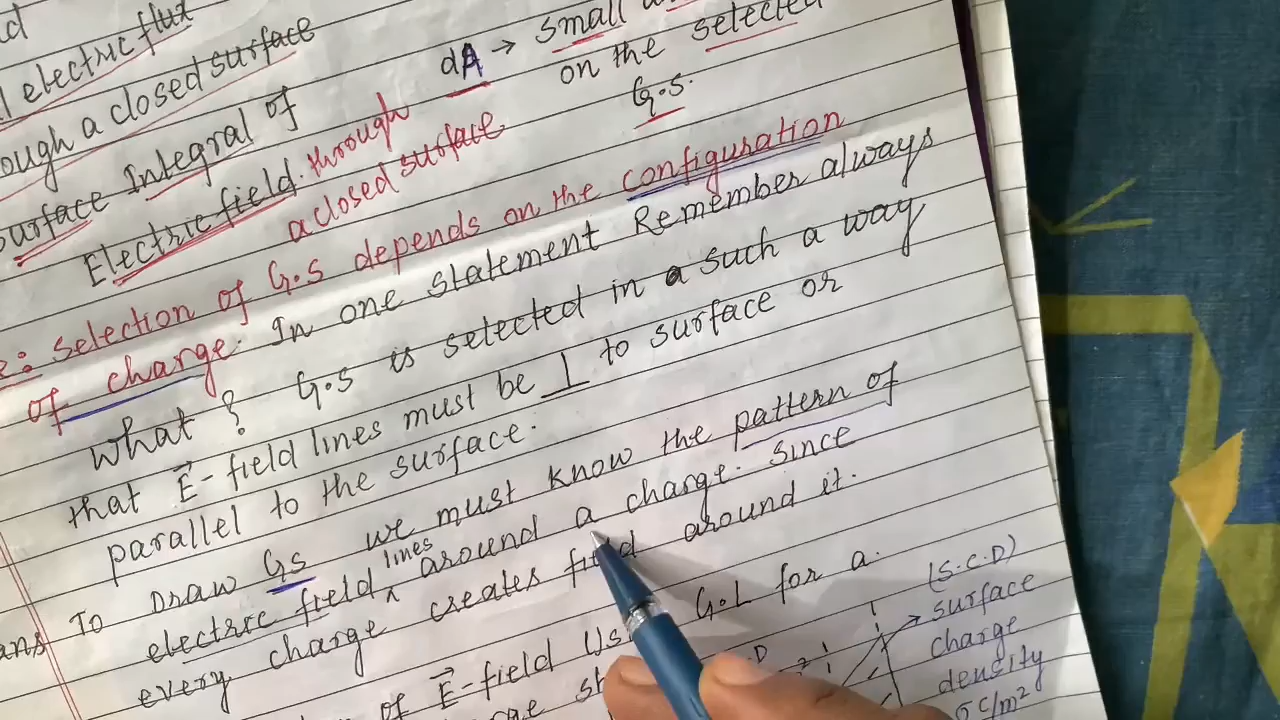 electric flux
a closed surface
Surface Integral of
Electric field. through
a closed surface
dA → small
on the selected
G.S.
Selection of G.S depends on the configuration
of charge. In one statement Remember always
what ? G.S is selected in a such a way
that E⃗-field lines must be ⊥ to surface or
parallel to the surface.
To Draw GS we must know the pattern of
electric field lines around a charge. Since
every charge creates field around it.
of E⃗-field G.L for a.
(S.C.D)
surface
charge
density
σ c/m²